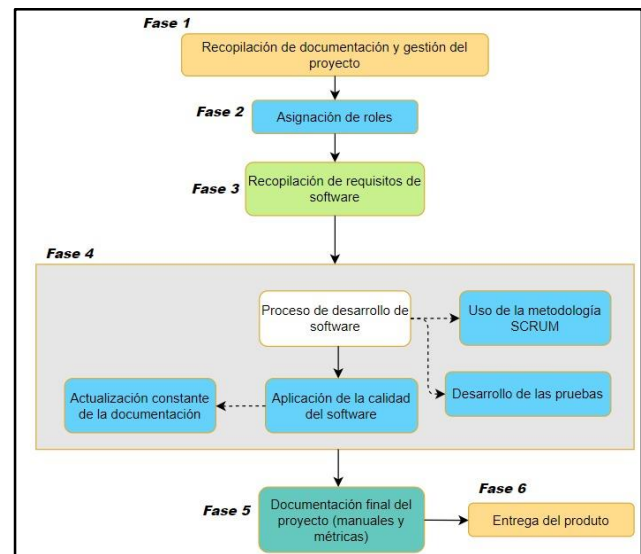 Fase 1
Recopilación de documentación y gestión del
proyecto
Fase 2
Asignación de roles
Fase 3
Recopilación de requisitos de
software
Fase 4
Proceso de desarrollo de
software
Uso de la metodología
SCRUM
Actualización constante
de la documentación
Aplicación de la calidad
del software
Desarrollo de las pruebas
Fase 5
Documentación final del
proyecto (manuales y
métricas)
Fase 6
Entrega del produto